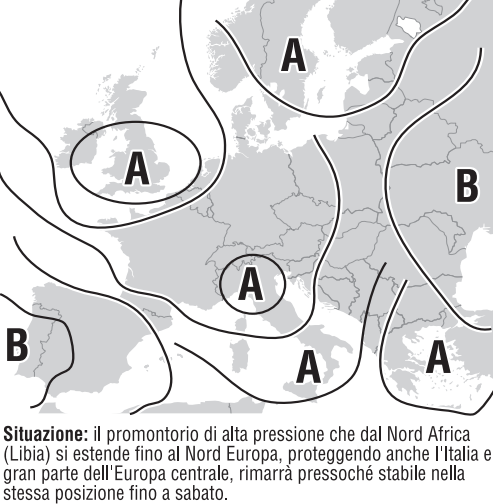 A
A
B
A
B
A
A
Situazione: il promontorio di alta pressione che dal Nord Africa
(Libia) si estende fino al Nord Europa, proteggendo anche l'Italia e
gran parte dell'Europa centrale, rimarrà pressoché stabile nella
stessa posizione fino a sabato.